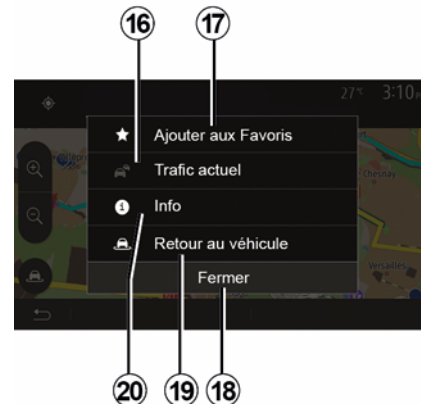 16 17
27 °C 3:10
Ajouter aux Favoris
Trafic actuel
Chesnay
Info
Retour au véhicule
Versailles
Fermer
20 19 18